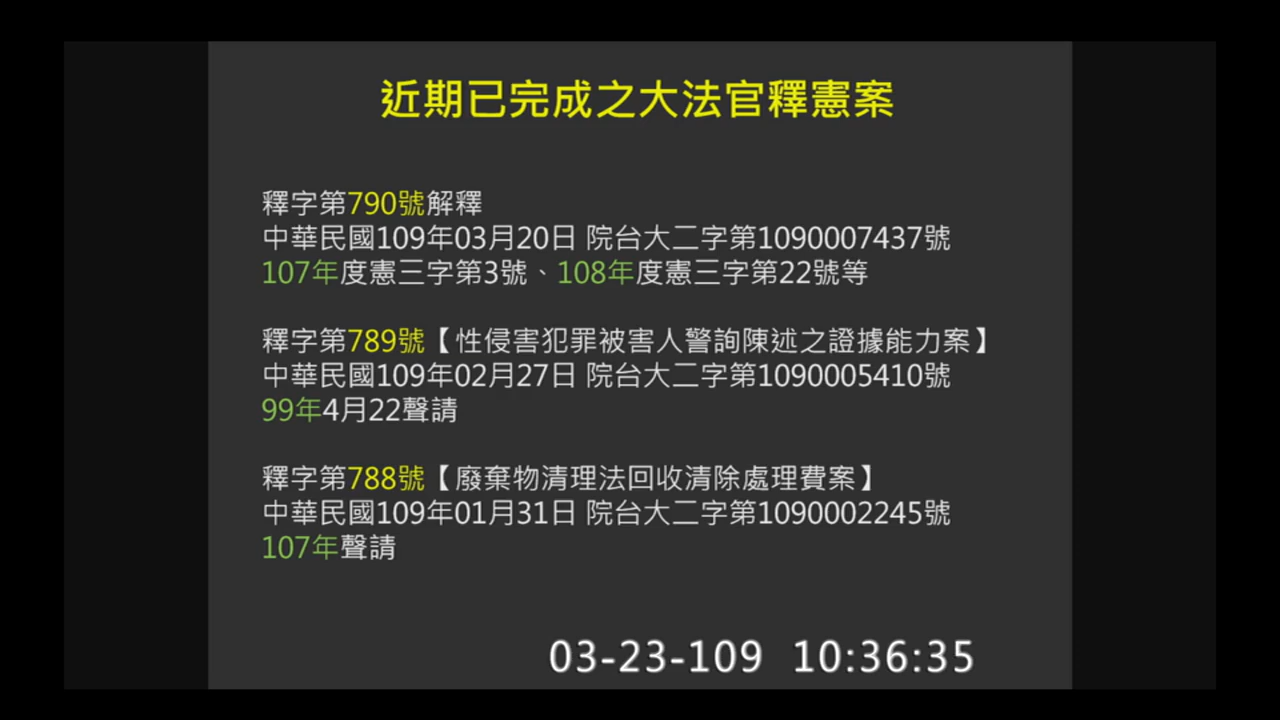 近期已完成之大法官釋憲案
釋字第790號解釋
中華民國109年03月20日 院台大二字第1090007437號
107年度憲三字第3號、108年度憲三字第22號等
釋字第789號【性侵害犯罪被害人警詢陳述之證據能力案】
中華民國109年02月27日 院台大二字第1090005410號
99年4月22聲請
釋字第788號【廢棄物清理法回收清除處理費案】
中華民國109年01月31日 院台大二字第1090002245號
107年聲請
03-23-109 10:36:35